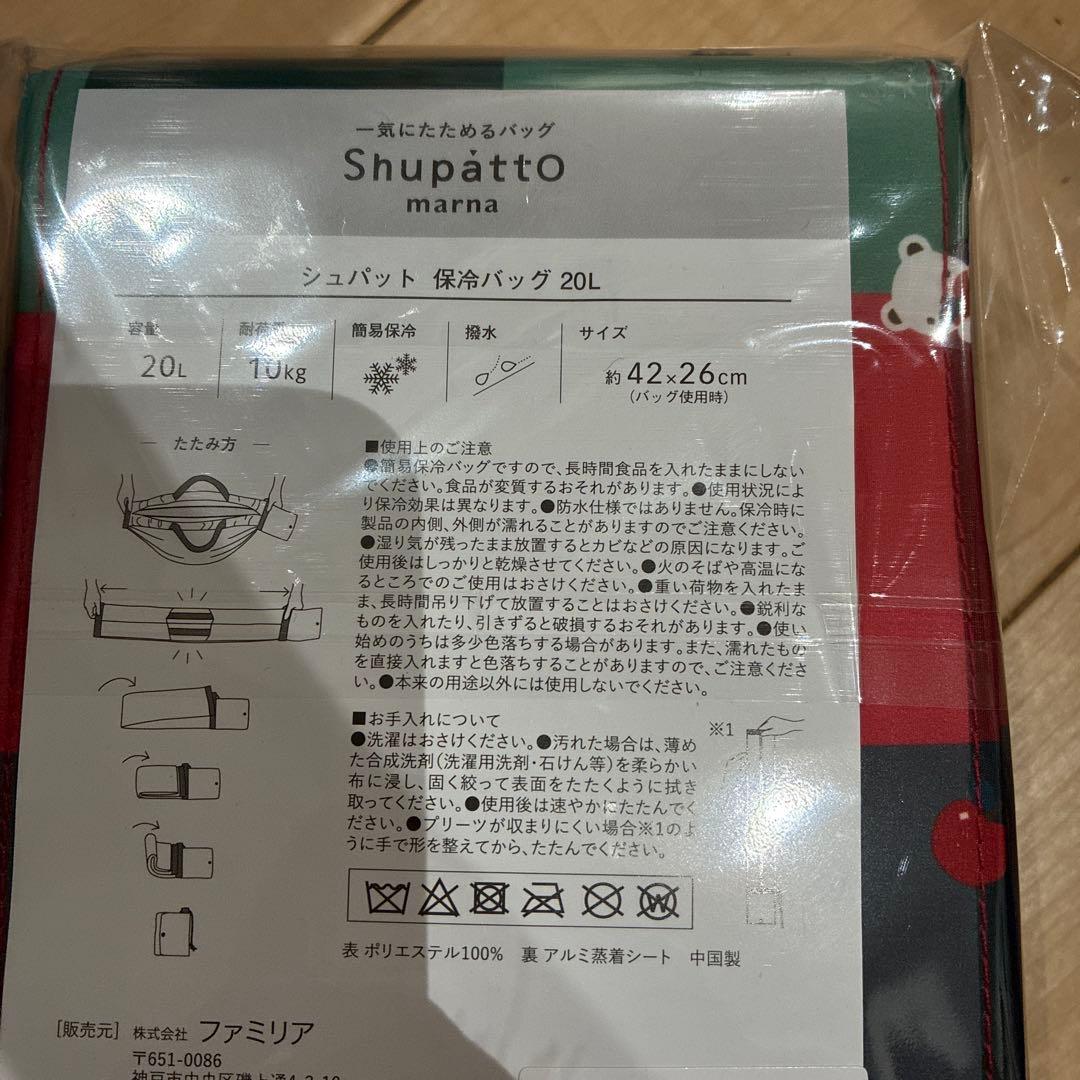 一気にたためるバッグ
Shupatto
marna
シュパット 保冷バッグ 20L
容量
20L
耐荷重
10kg
簡易保冷
撥水
サイズ
約 42×26cm
(バッグ使用時)
たたみ方
■使用上のご注意
●簡易保冷バッグですので、長時間食品を入れたままにしない
でください。食品が変質するおそれがあります。●使用状況によ
り保冷効果は異なります。●防水仕様ではありません。保冷時に
製品の内側、外側が濡れることがありますのでご注意ください。
●湿り気が残ったまま放置するとカビなどの原因になります。ご
使用後はしっかりと乾燥させてください。●火のそばや高温にな
るところでのご使用はおさけください。●重い荷物を入れたま
ま、長時間吊り下げて放置することはおさけください。●鋭利な
ものを入れたり、引きずると破損するおそれがあります。●使い
始めのうちは多少色落ちする場合があります。また、濡れたもの
を直接入れますと色落ちすることがありますので、ご注意くださ
い。●本来の用途以外には使用しないでください。
■お手入れについて
●洗濯はおさけください。●汚れた場合は、薄め
た合成洗剤(洗濯用洗剤・石けん等)を柔らかい
布に浸し、固く絞って表面をたたくように拭き
取ってください。●使用後は速やかにたたんでく
ださい。●プリーツが収まりにくい場合※1のよ
うに手で形を整えてから、たたんでください。
※1
表 ポリエステル100% 裏 アルミ蒸着シート 中国製
[販売元] 株式会社 ファミリア
〒651-0086
神戸市中央区磯上通4-3-10